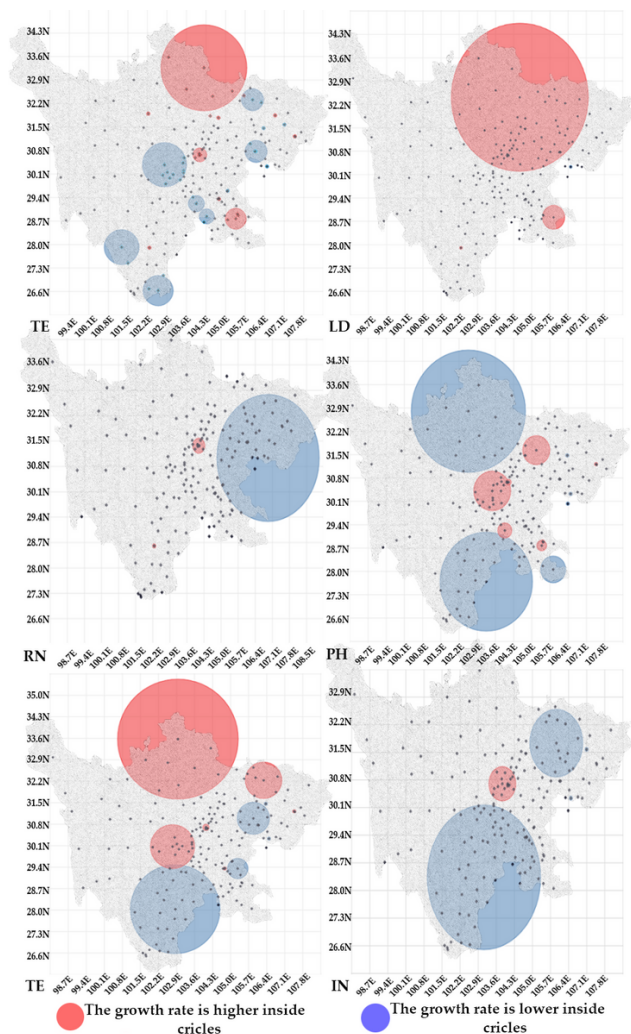 34.3N
33.6N
32.9N
32.2N
31.5N
30.8N
30.1N
29.4N
28.7N
28.0N
27.3N
26.6N
TE
99.4E 100.1E 100.8E 101.5E 102.2E 102.9E 103.6E 104.3E 105.0E 105.7E 106.4E 107.1E 107.8E
34.3N
33.6N
32.9N
32.2N
31.5N
30.8N
30.1N
29.4N
28.7N
28.0N
27.3N
26.6N
LD
98.7E 99.4E 100.1E 100.8E 101.5E 102.2E 102.9E 103.6E 104.3E 105.0E 105.7E 106.4E 107.1E 107.8E
33.6N
32.9N
32.2N
31.5N
30.8N
30.1N
29.4N
28.7N
28.0N
27.3N
26.6N
RN
98.7E 99.4E 100.1E 100.8E 101.5E 102.2E 102.9E 103.6E 104.3E 105.0E 105.7E 106.4E 107.1E 107.8E 108.5E
34.3N
33.6N
32.9N
32.2N
31.5N
30.8N
30.1N
29.4N
28.7N
28.0N
27.3N
26.6N
PH
98.7E 99.4E 100.1E 100.8E 101.5E 102.2E 102.9E 103.6E 104.3E 105.0E 105.7E 106.4E 107.1E 107.8E
35.0N
34.3N
33.6N
32.9N
32.2N
31.5N
30.8N
30.1N
29.4N
28.7N
28.0N
27.3N
26.6N
TE
98.7E 99.4E 100.1E 100.8E 101.5E 102.2E 102.9E 103.6E 104.3E 105.0E 105.7E 106.4E 107.1E 107.8E
32.9N
32.2N
31.5N
30.8N
30.1N
29.4N
28.7N
28.0N
27.3N
26.6N
IN
98.7E 99.4E 100.1E 100.8E 101.5E 102.2E 102.9E 103.6E 104.3E 105.0E 105.7E 106.4E 107.1E 107.8E
The growth rate is higher inside
cricles
The growth rate is lower inside
cricles